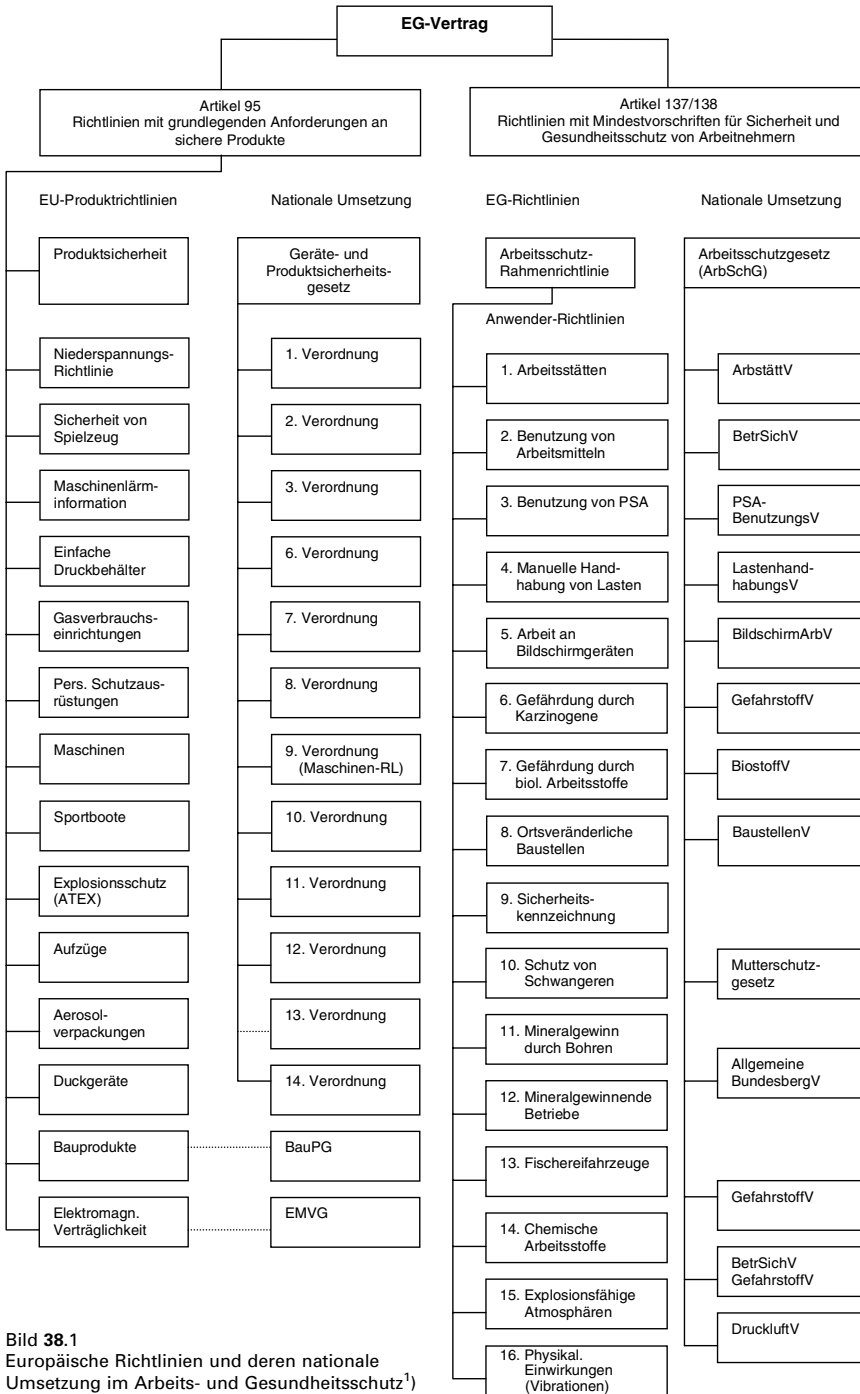 EG-Vertrag
Artikel 95
Richtlinien mit grundlegenden Anforderungen an
sichere Produkte
Artikel 137/138
Richtlinien mit Mindestvorschriften für Sicherheit und
Gesundheitsschutz von Arbeitnehmern
EU-Produktrichtlinien
Produktsicherheit
Niederspannungs-
Richtlinie
Sicherheit von
Spielzeug
Maschinenlärm-
information
Einfache
Druckbehälter
Gasverbrauchs-
einrichtungen
Pers. Schutzaus-
rüstungen
Maschinen
Sportboote
Explosionsschutz
(ATEX)
Aufzüge
Aerosol-
verpackungen
Duckgeräte
Bauprodukte
Elektromagn.
Verträglichkeit
Nationale Umsetzung
Geräte- und
Produktsicherheits-
gesetz
1. Verordnung
2. Verordnung
3. Verordnung
6. Verordnung
7. Verordnung
8. Verordnung
9. Verordnung
(Maschinen-RL)
10. Verordnung
11. Verordnung
12. Verordnung
13. Verordnung
14. Verordnung
BauPG
EMVG
EG-Richtlinien
Arbeitsschutz-
Rahmenrichtlinie
Anwender-Richtlinien
1. Arbeitsstätten
2. Benutzung von
Arbeitsmitteln
3. Benutzung von PSA
4. Manuelle Hand-
habung von Lasten
5. Arbeit an
Bildschirmgeräten
6. Gefährdung durch
Karzinogene
7. Gefährdung durch
biol. Arbeitsstoffe
8. Ortsveränderliche
Baustellen
9. Sicherheits-
kennzeichnung
10. Schutz von
Schwangeren
11. Mineralgewinn
durch Bohren
12. Mineralgewinnende
Betriebe
13. Fischereifahrzeuge
14. Chemische
Arbeitsstoffe
15. Explosionsfähige
Atmosphären
16. Physikal.
Einwirkungen
(Vibrationen)
Nationale Umsetzung
Arbeitsschutzgesetz
(ArbSchG)
ArbstättV
BetrSichV
PSA-
BenutzungsV
Lastenhand-
habungsV
BildschirmArbV
GefahrstoffV
BiostoffV
BaustellenV
Mutterschutz-
gesetz
Allgemeine
BundesbergV
GefahrstoffV
BetrSichV
GefahrstoffV
DruckluftV
Bild 38.1
Europäische Richtlinien und deren nationale
Umsetzung im Arbeits- und Gesundheitsschutz¹)